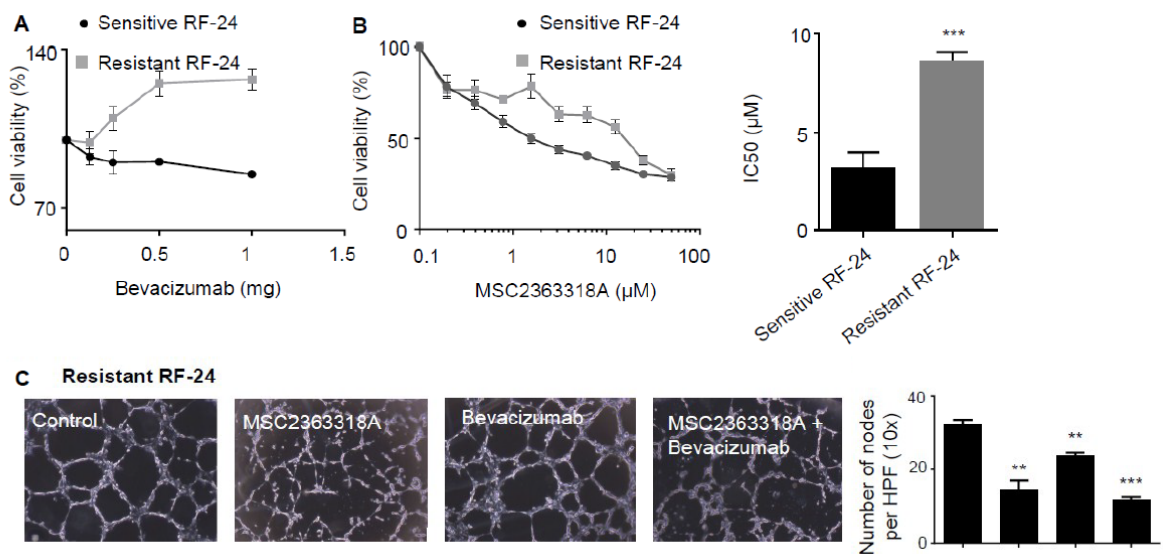 A
Sensitive RF-24
Resistant RF-24
140
70
Cell viability (%)
0
0.5
1
1.5
Bevacizumab (mg)
B
Sensitive RF-24
Resistant RF-24
100
50
0
Cell viability (%)
0.1
1
10
100
MSC2363318A (µM)
10
5
0
IC50 (µM)
***
Sensitive RF-24
Resistant RF-24
C
Resistant RF-24
Control
MSC2363318A
Bevacizumab
MSC2363318A +
Bevacizumab
Number of nodes
per HPF (10x)
40
20
0
**
**
***